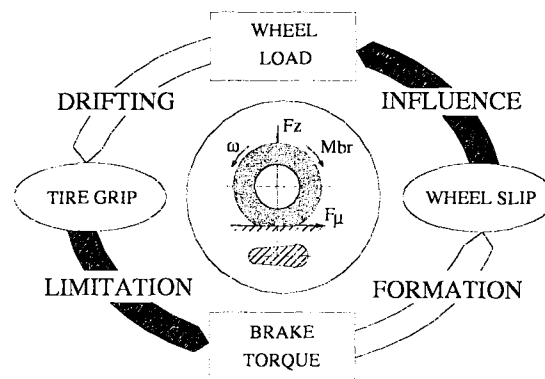 WHEEL
LOAD
DRIFTING
INFLUENCE
Fz
ω
Mbr
TIRE GRIP
WHEEL SLIP
Fμ
LIMITATION
FORMATION
BRAKE
TORQUE